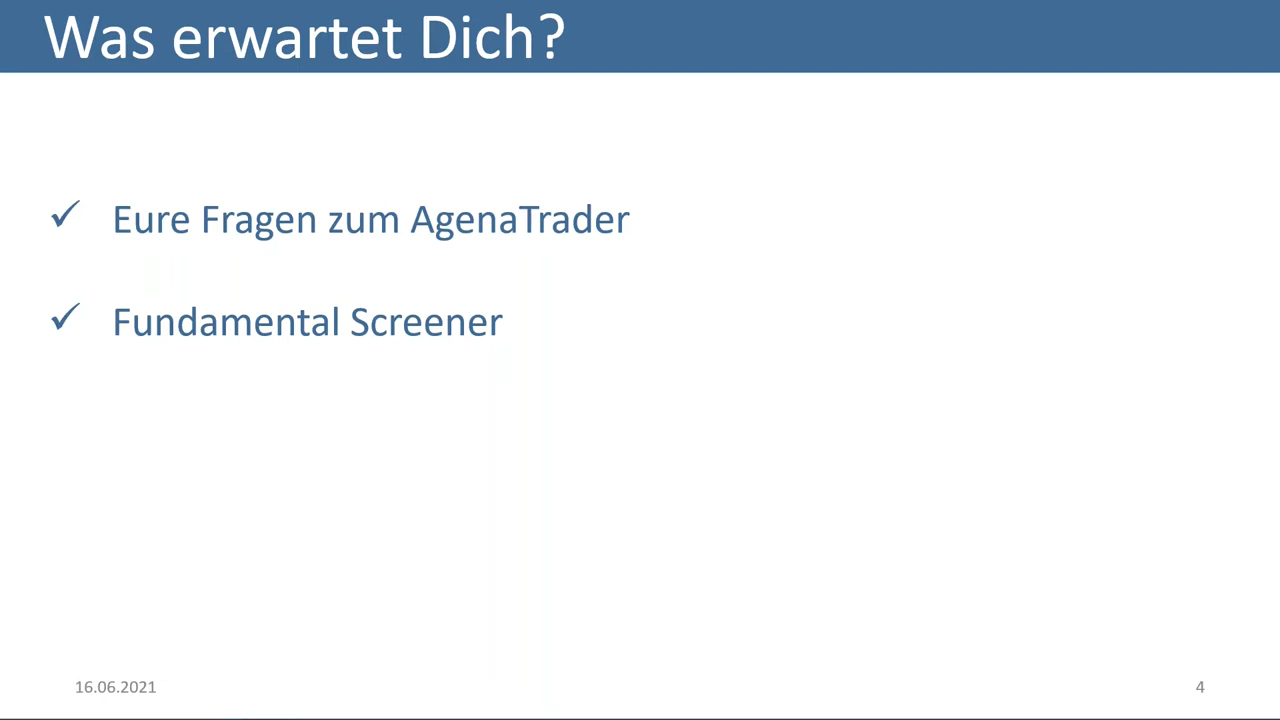 Was erwartet Dich?
✓ Eure Fragen zum AgenaTrader
✓ Fundamental Screener
16.06.2021
4